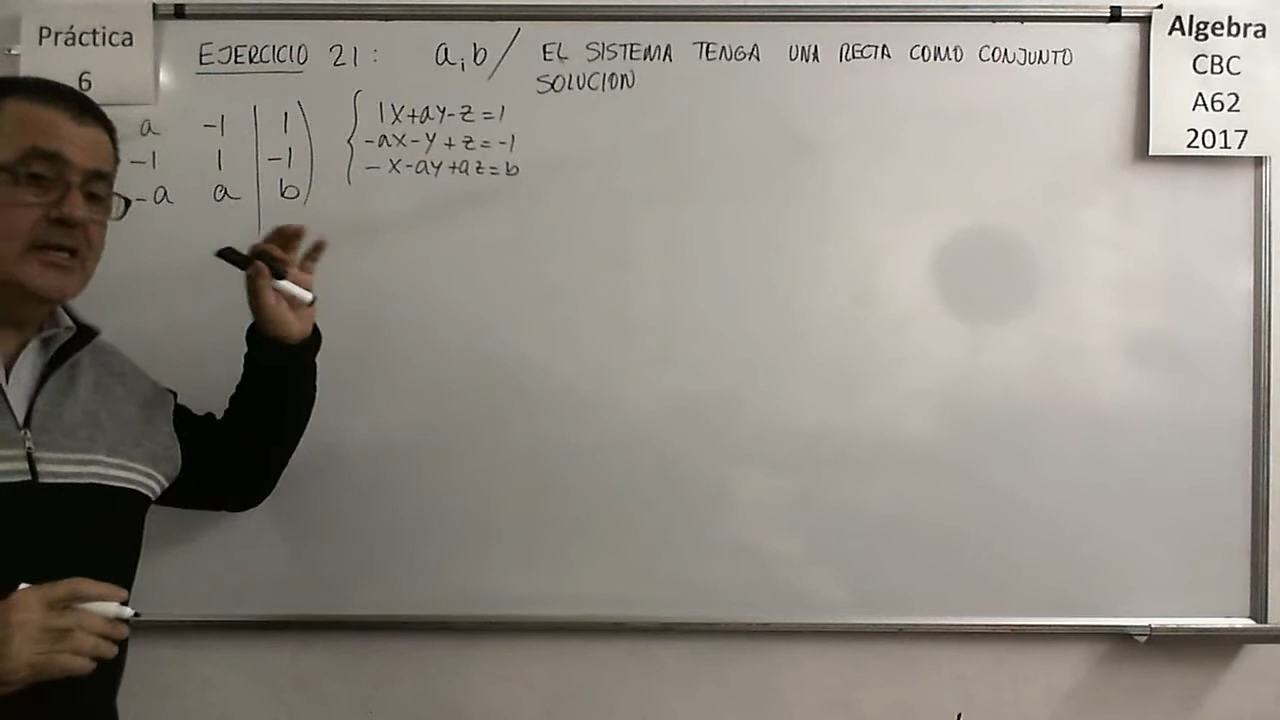 Práctica
6
EJERCICIO 21: a,b/ EL SISTEMA TENGA UNA RECTA COMO CONJUNTO
SOLUCION
a -1 | 1
-1 1 | -1
-a a | b
1x+ay-z=1
-ax-y+z=-1
-x-ay+az=b
Algebra
CBC
A62
2017